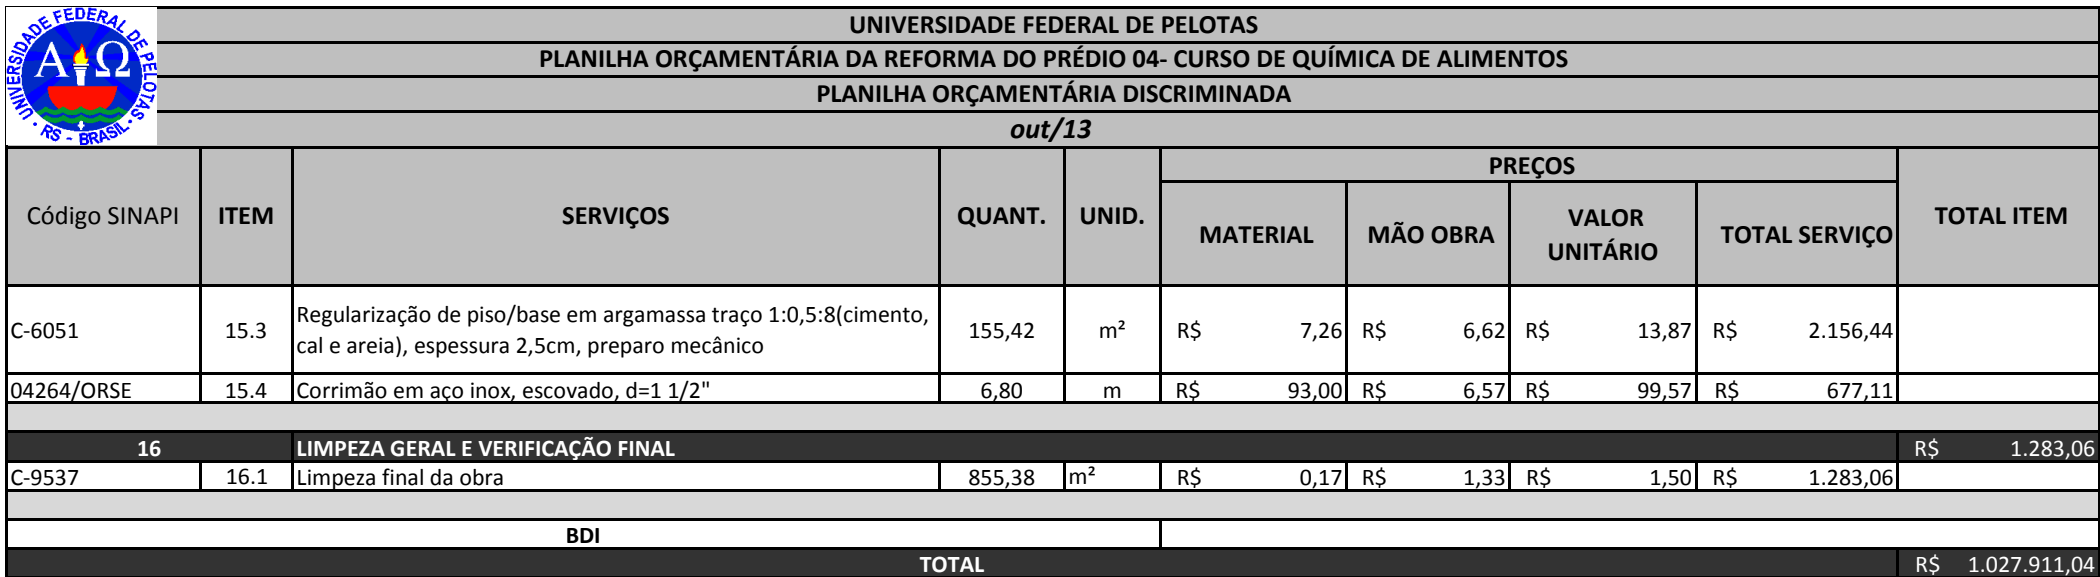 UNIVERSIDADE FEDERAL DE PELOTAS · RS - BRASIL ·
Α Ω
UNIVERSIDADE FEDERAL DE PELOTAS
PLANILHA ORÇAMENTÁRIA DA REFORMA DO PRÉDIO 04- CURSO DE QUÍMICA DE ALIMENTOS
PLANILHA ORÇAMENTÁRIA DISCRIMINADA
out/13
Código SINAPI ITEM SERVIÇOS QUANT. UNID. PREÇOS TOTAL ITEM
MATERIAL MÃO OBRA VALOR UNITÁRIO TOTAL SERVIÇO
C-6051 15.3 Regularização de piso/base em argamassa traço 1:0,5:8(cimento,
cal e areia), espessura 2,5cm, preparo mecânico 155,42 m² R$ 7,26 R$ 6,62 R$ 13,87 R$ 2.156,44
04264/ORSE 15.4 Corrimão em aço inox, escovado, d=1 1/2" 6,80 m R$ 93,00 R$ 6,57 R$ 99,57 R$ 677,11
16 LIMPEZA GERAL E VERIFICAÇÃO FINAL R$ 1.283,06
C-9537 16.1 Limpeza final da obra 855,38 m² R$ 0,17 R$ 1,33 R$ 1,50 R$ 1.283,06
BDI
TOTAL R$ 1.027.911,04